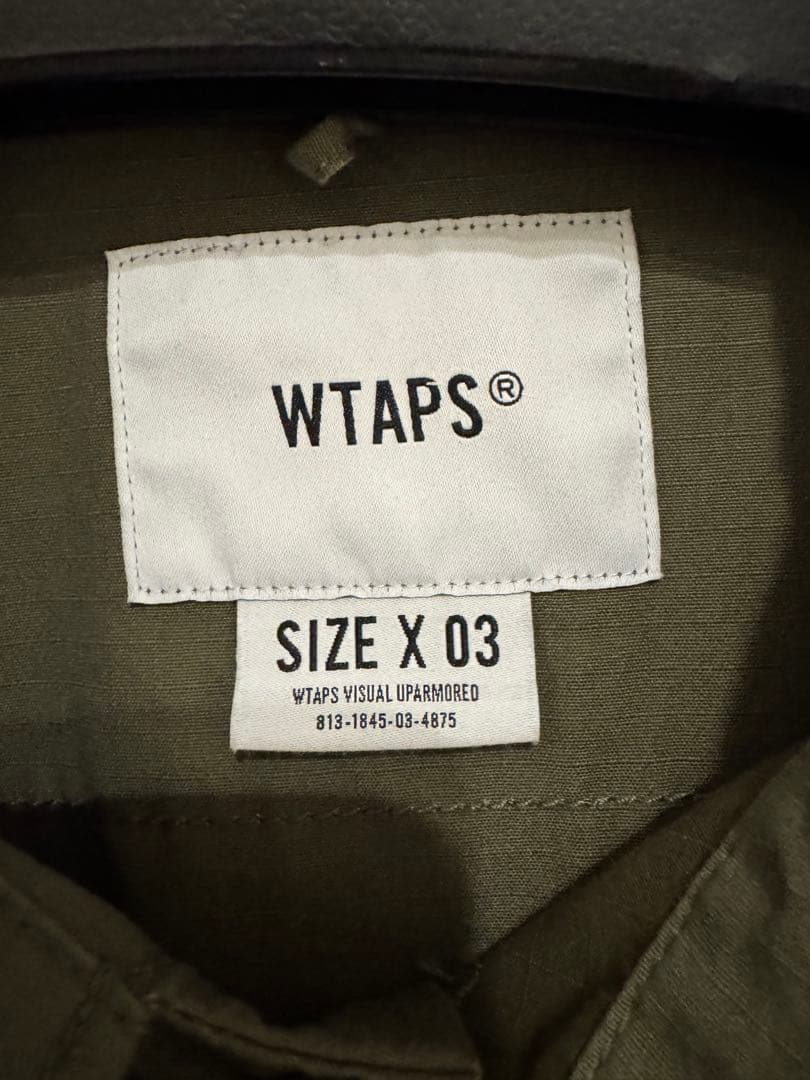 WTAPS®
SIZE X 03
WTAPS VISUAL UPARMORED
813-1845-03-4875